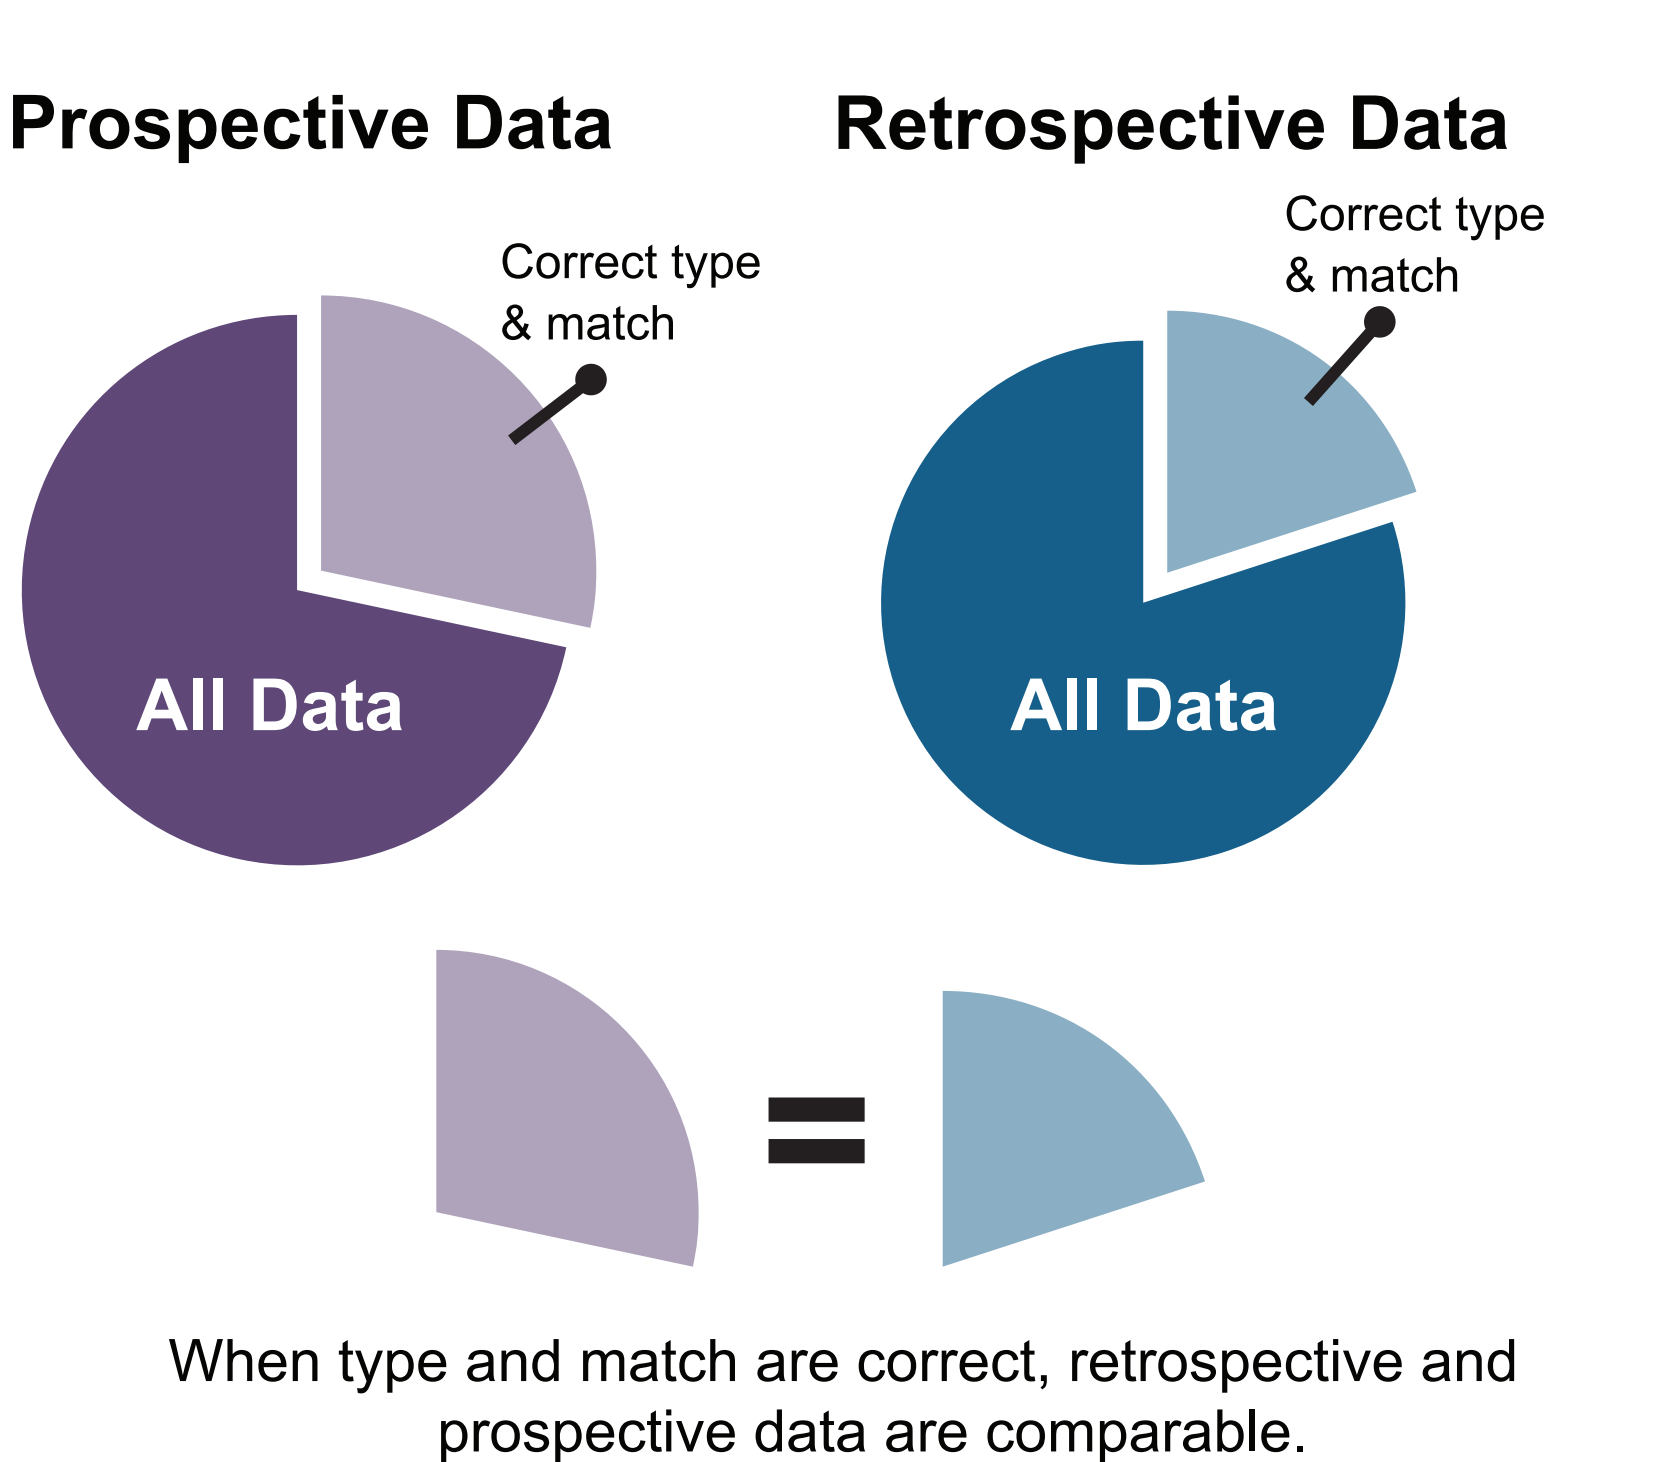 Prospective Data
Retrospective Data
Correct type
& match
Correct type
& match
All Data
All Data
When type and match are correct, retrospective and
prospective data are comparable.